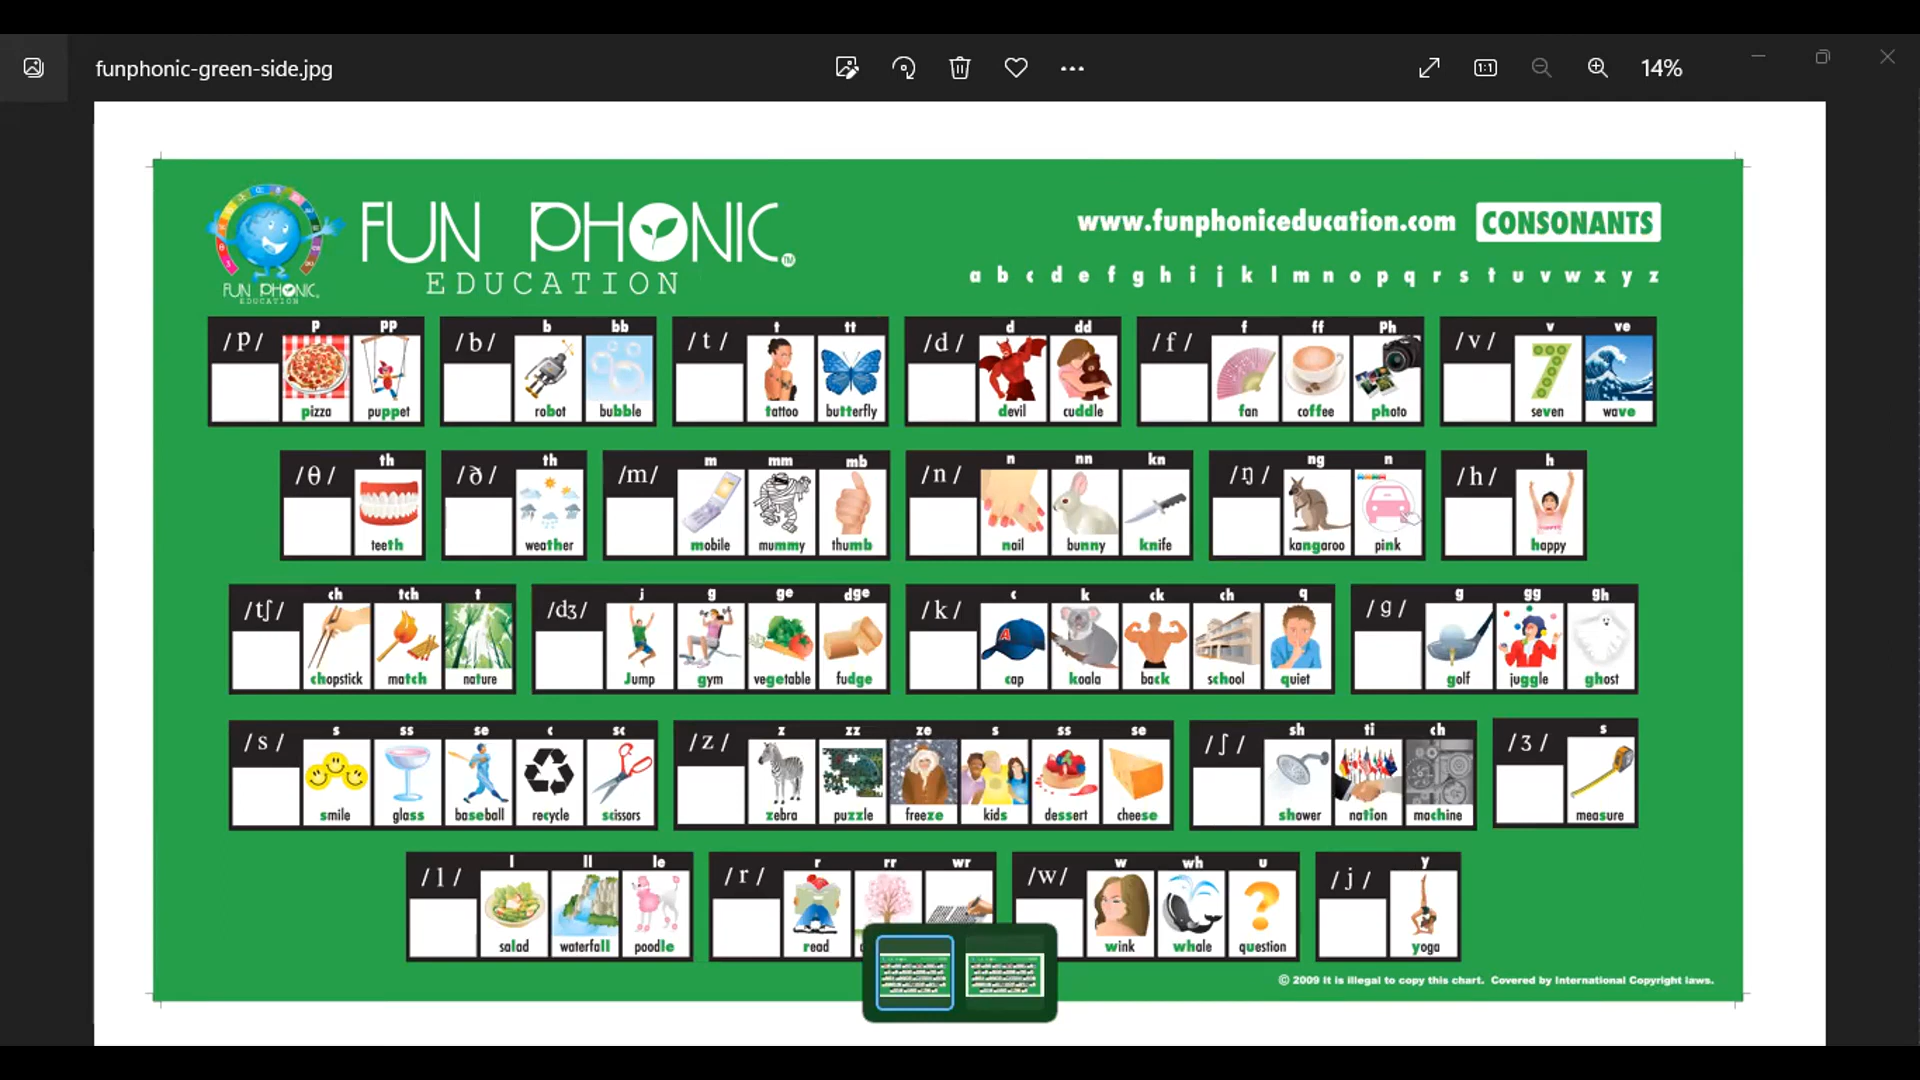 funphonic-green-side.jpg
14%
FUN PHONIC
EDUCATION
FUN PHONIC
EDUCATION
TM
www.funphoniceducation.com CONSONANTS
a b c d e f g h i j k l m n o p q r s t u v w x y z
/p/ p pp /b/ b bb /t/ t tt /d/ d dd /f/ f ff Ph /v/ v ve
pizza puppet robot bubble tattoo butterfly devil cuddle fan coffee photo seven wave
/θ/ th /ð/ th /m/ m mm mb /n/ n nn kn /ŋ/ ng n /h/ h
teeth weather mobile mummy thumb nail bunny knife kangaroo pink happy
/tʃ/ ch tch t /dʒ/ j g ge dge /k/ c k ck ch q /g/ g gg gh
chopstick match nature Jump gym vegetable fudge cap koala back school quiet golf juggle ghost
/s/ s ss se c sc /z/ z zz ze s ss se /ʃ/ sh ti ch /ʒ/ s
smile glass baseball recycle scissors zebra puzzle freeze kids dessert cheese shower nation machine measure
/l/ l ll le /r/ r rr wr /w/ w wh u /j/ y
salad waterfall poodle read wink whale question yoga
© 2009 It is illegal to copy this chart. Covered by International Copyright laws.